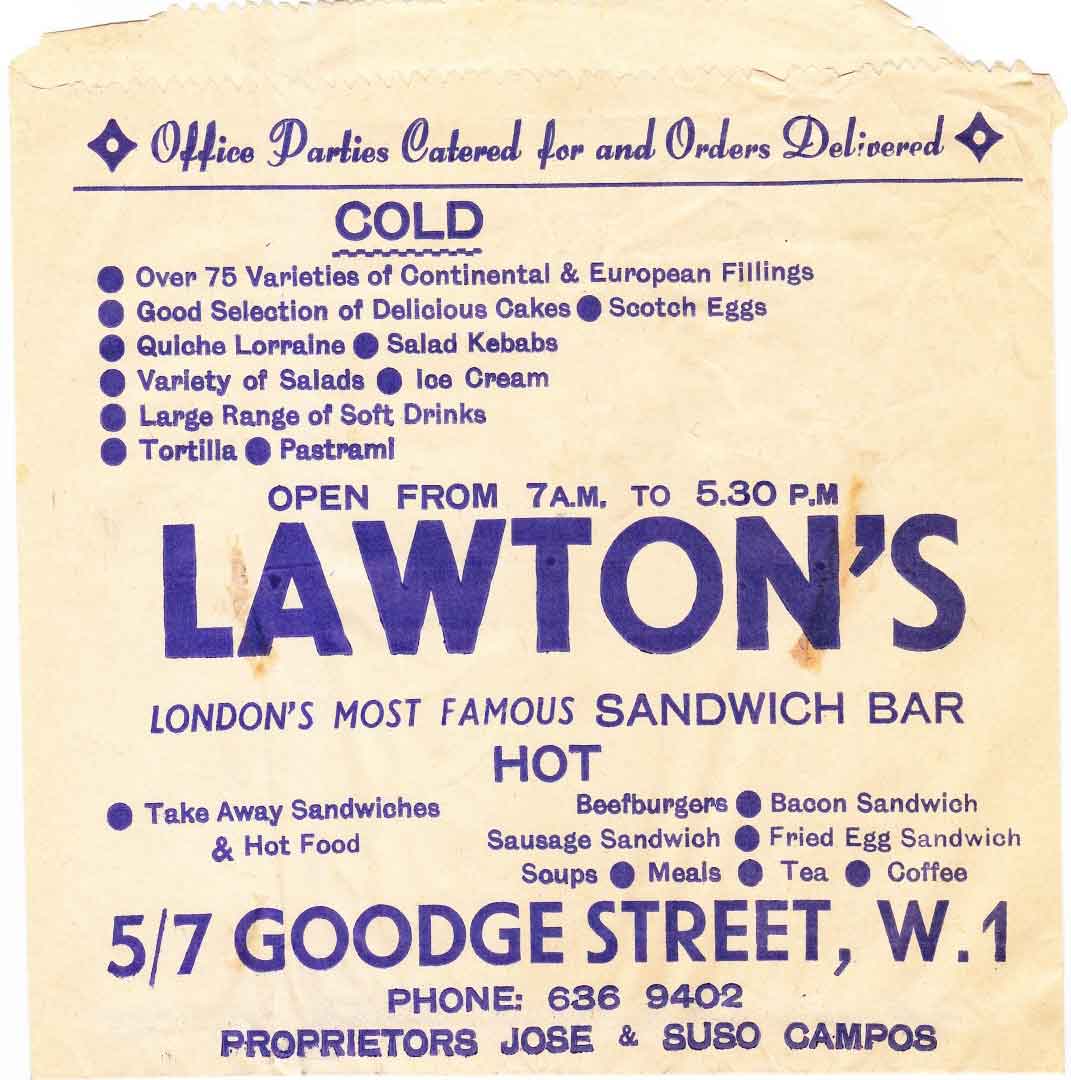 Office Parties Catered for and Orders Delivered
COLD
● Over 75 Varieties of Continental & European Fillings
● Good Selection of Delicious Cakes ● Scotch Eggs
● Quiche Lorraine ● Salad Kebabs
● Variety of Salads ● Ice Cream
● Large Range of Soft Drinks
● Tortilla ● Pastrami
OPEN FROM 7A.M. TO 5.30 P.M
LAWTON'S
LONDON'S MOST FAMOUS SANDWICH BAR
HOT
● Take Away Sandwiches
& Hot Food
Beefburgers ● Bacon Sandwich
Sausage Sandwich ● Fried Egg Sandwich
Soups ● Meals ● Tea ● Coffee
5/7 GOODGE STREET, W.1
PHONE: 636 9402
PROPRIETORS JOSE & SUSO CAMPOS